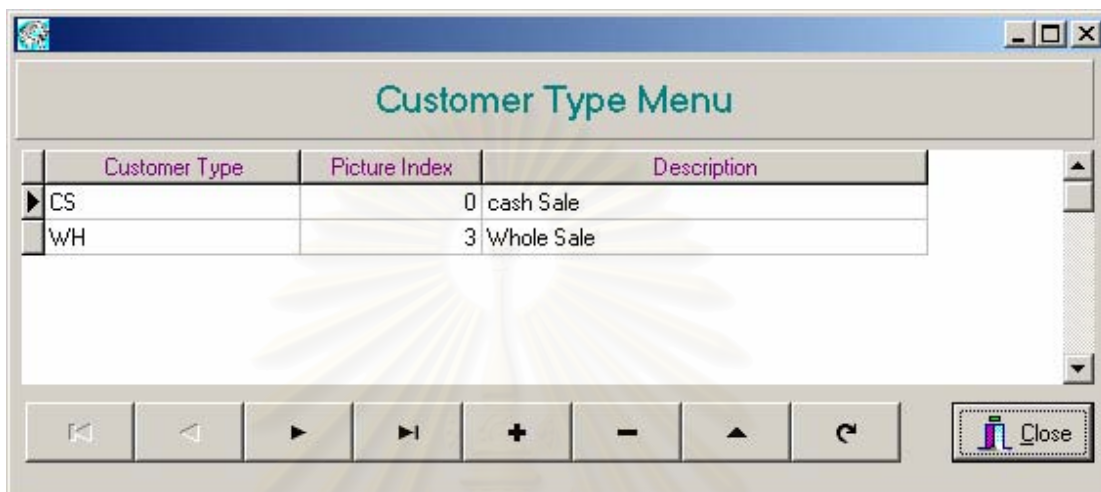 Customer Type Menu
Customer Type Picture Index Description
CS 0 cash Sale
WH 3 Whole Sale
Close